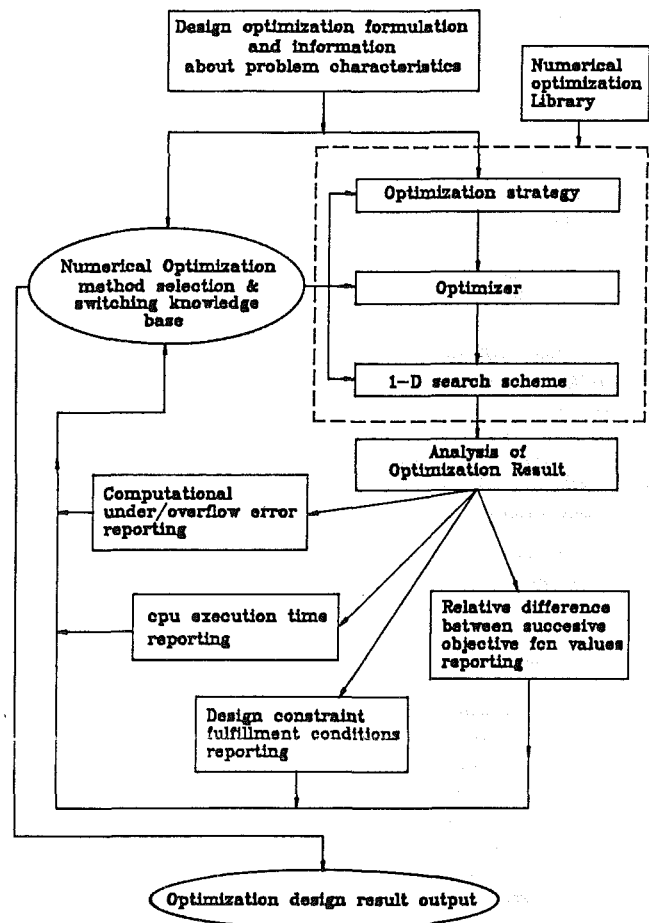 Design optimization formulation
and information
about problem characteristics
Numerical
optimization
Library
Optimization strategy
Numerical Optimization
method selection &
switching knowledge
base
Optimizer
1-D search scheme
Analysis of
Optimization Result
Computational
under/overflow error
reporting
cpu execution time
reporting
Relative difference
between succesive
objective fcn values
reporting
Design constraint
fulfillment conditions
reporting
Optimization design result output